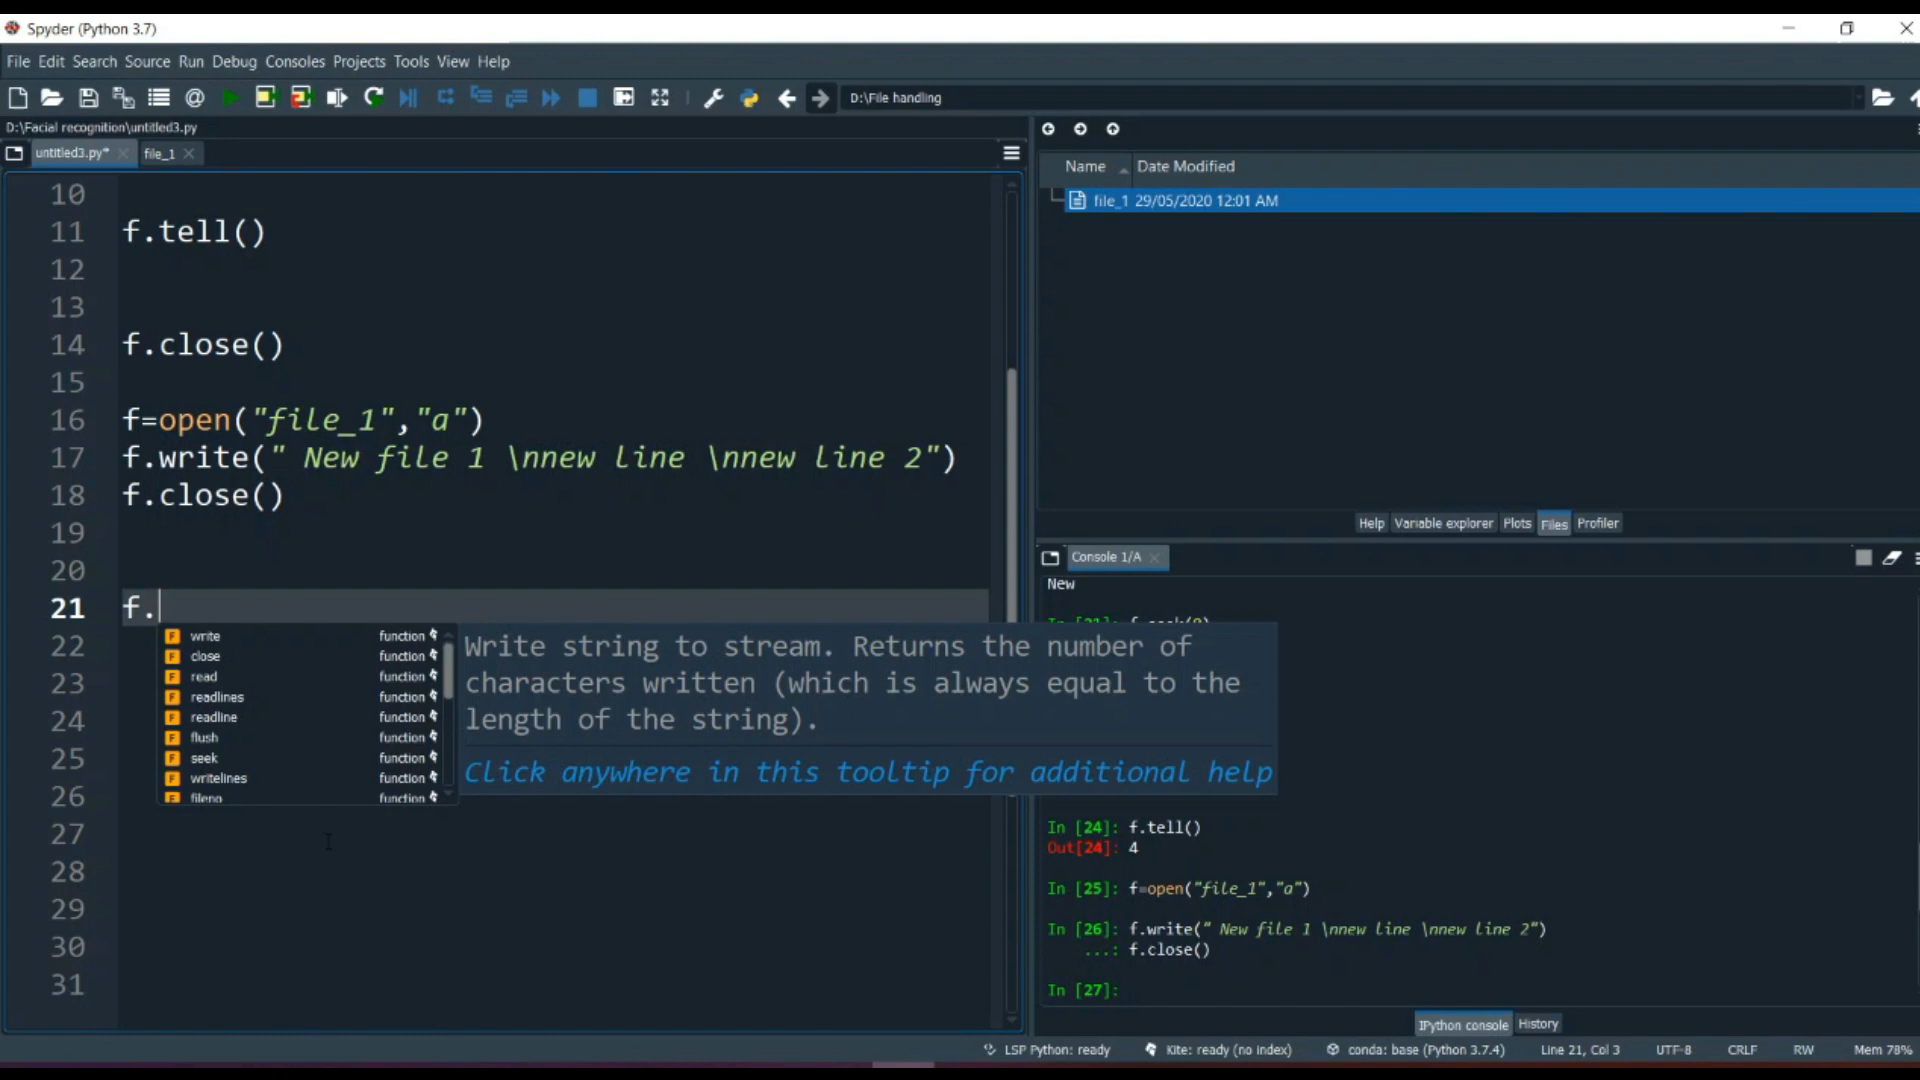 Spyder (Python 3.7)
File Edit Search Source Run Debug Consoles Projects Tools View Help
D:\File handling
D:\Facial recognition\untitled3.py
untitled3.py* file_1
10
11 f.tell()
12
13
14 f.close()
15
16 f=open("file_1","a")
17 f.write(" New file 1 \nnew line \nnew line 2")
18 f.close()
19
20
21 f.
22
23
24
25
26
27
28
29
30
31
write function
close function
read function
readlines function
readline function
flush function
seek function
writelines function
fileno function
Write string to stream. Returns the number of
characters written (which is always equal to the
length of the string).
Click anywhere in this tooltip for additional help
Name Date Modified
file_1 29/05/2020 12:01 AM
Help Variable explorer Plots Files Profiler
Console 1/A
New
In [24]: f.tell()
Out[24]: 4
In [25]: f=open("file_1","a")
In [26]: f.write(" New file 1 \nnew line \nnew line 2")
...: f.close()
In [27]:
IPython console History
LSP Python: ready Kite: ready (no index) conda: base (Python 3.7.4) Line 21, Col 3 UTF-8 CRLF RW Mem 78%